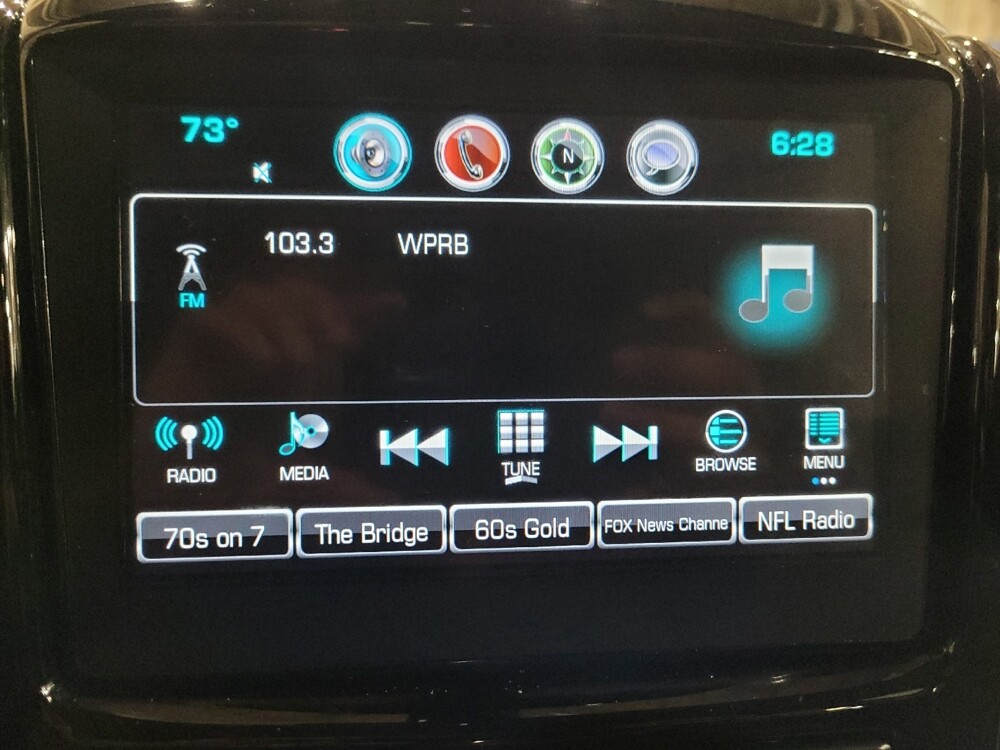 73°
6:28
N
103.3 WPRB
FM
RADIO MEDIA TUNE BROWSE MENU
70s on 7 The Bridge 60s Gold FOX News Channe NFL Radio